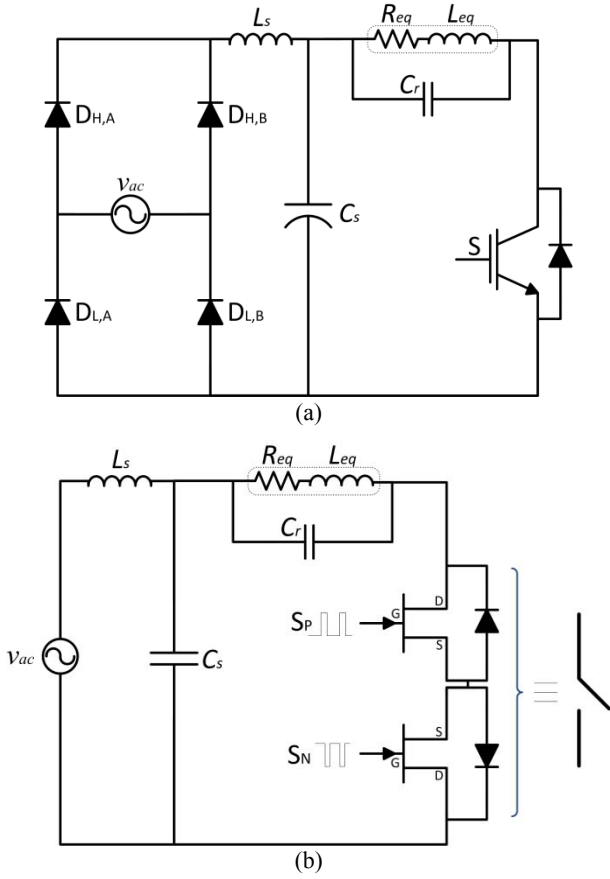 Ls
Req Leq
Cr
DH,A DH,B
vac
Cs
S
DL,A DL,B
(a)
Ls
Req Leq
Cr
D
SP G
S
vac
Cs
S
SN G
D
(b)